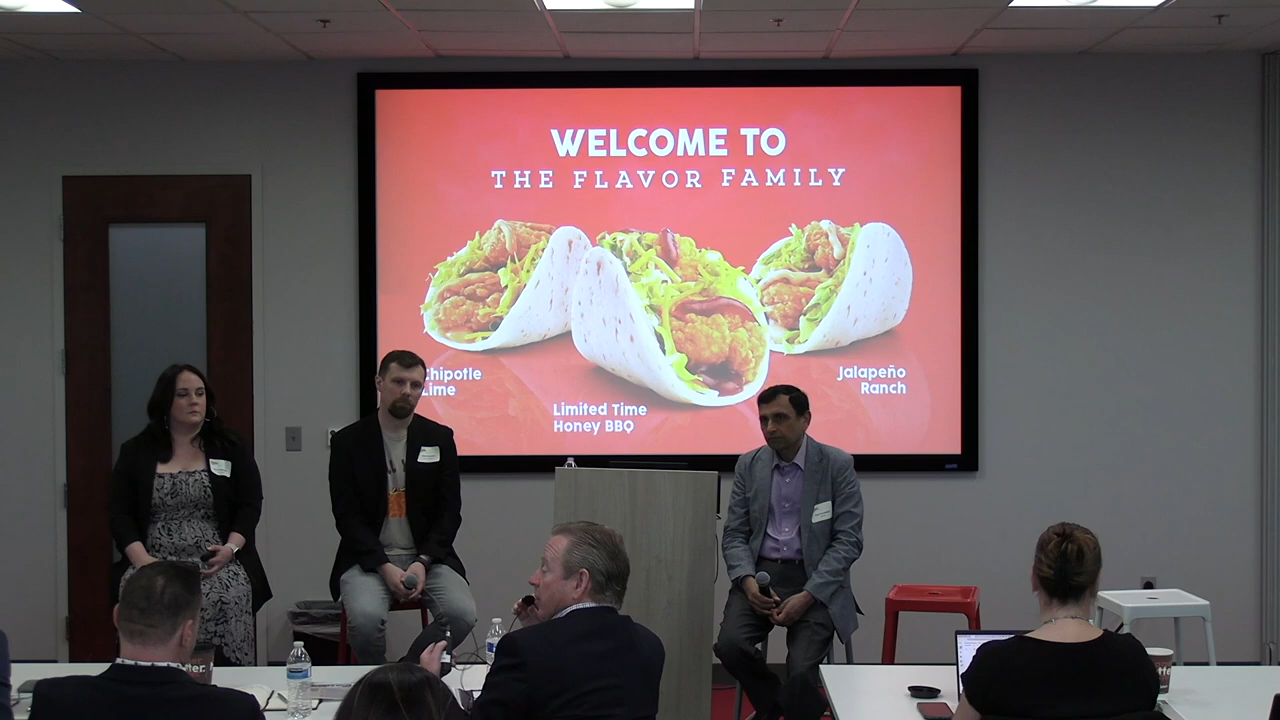 WELCOME TO
THE FLAVOR FAMILY
Chipotle
Lime
Limited Time
Honey BBQ
Jalapeño
Ranch